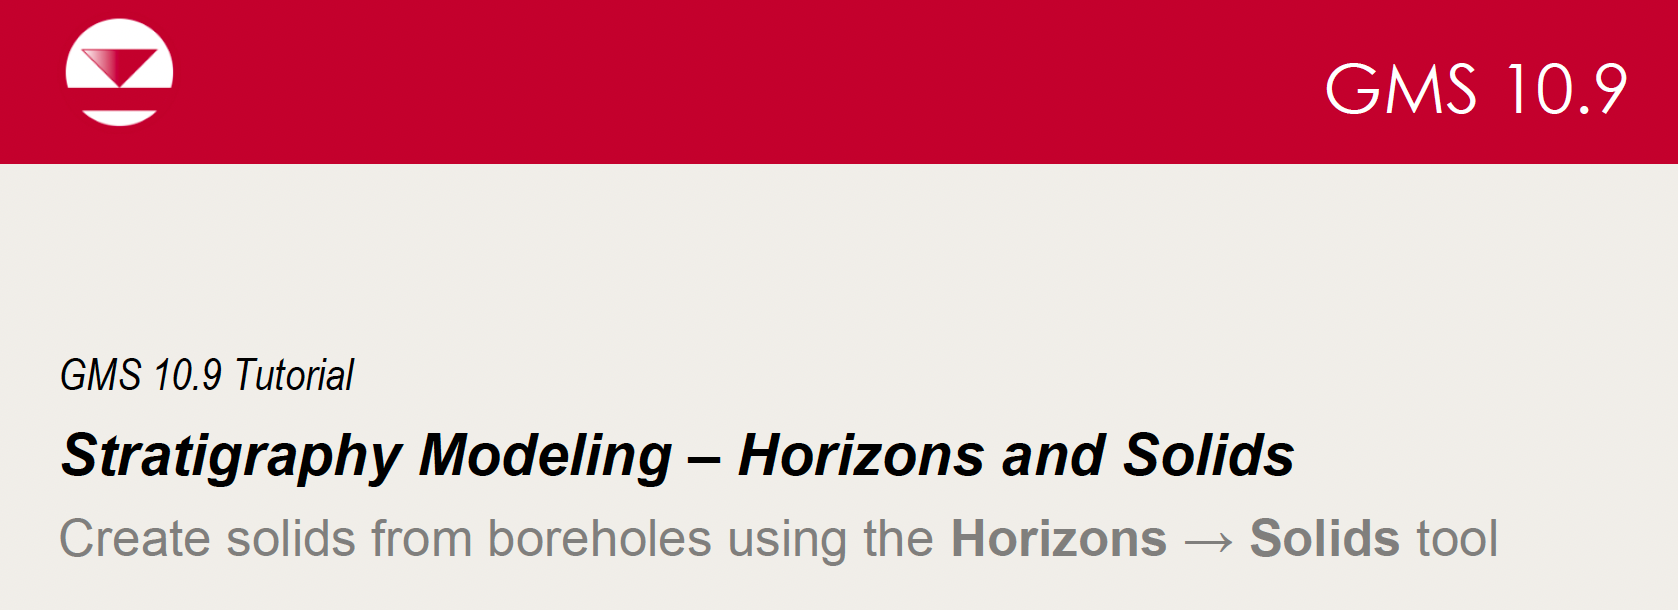 GMS 10.9
GMS 10.9 Tutorial
Stratigraphy Modeling – Horizons and Solids
Create solids from boreholes using the Horizons → Solids tool